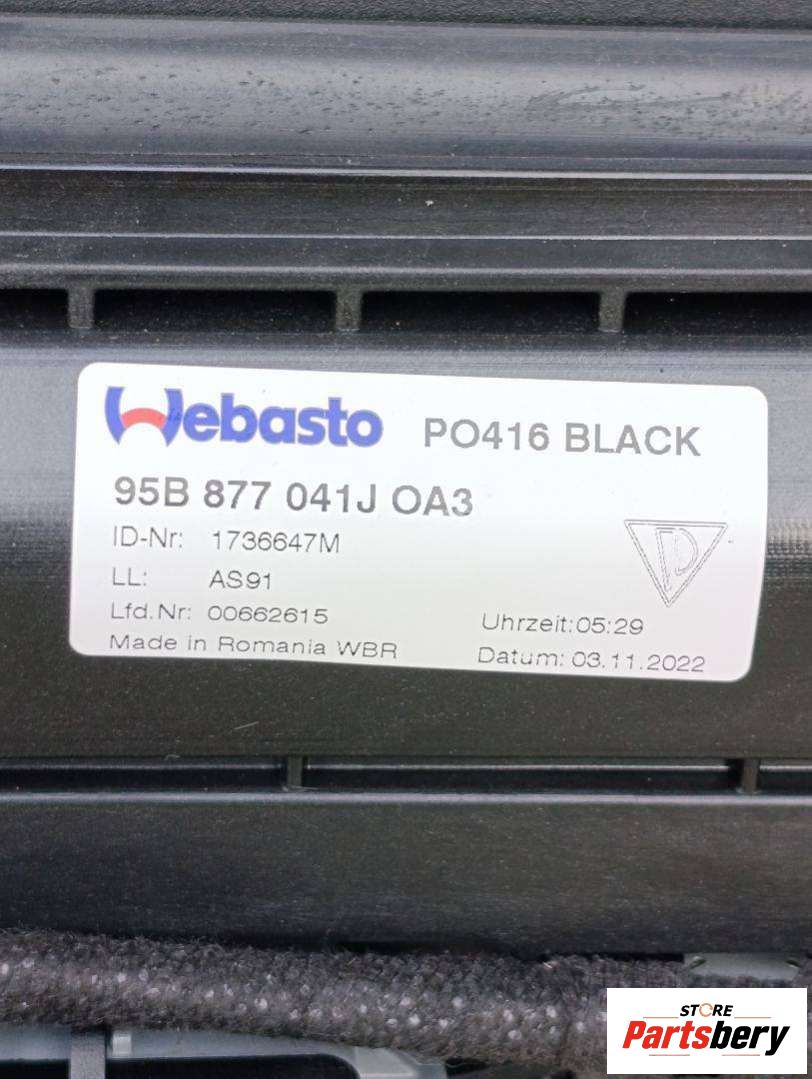 Webasto PO416 BLACK
95B 877 041J OA3
ID-Nr: 1736647M
LL: AS91
Lfd.Nr: 00662615
Uhrzeit:05:29
Made in Romania WBR
Datum: 03.11.2022
STORE
Partsbery